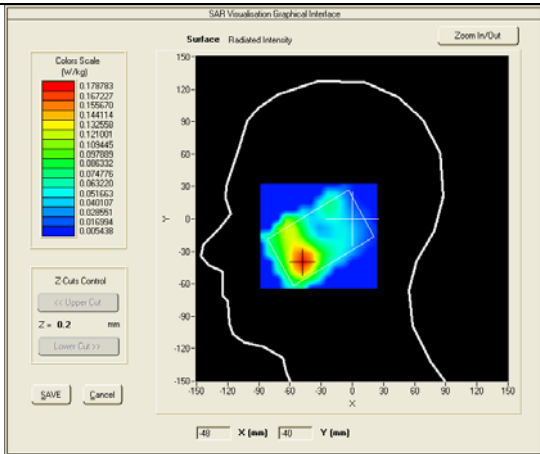 SAR Visualisation Graphical Interface
Surface Radiated Intensity
Zoom In/Out
Colors Scale
(W/kg)
0.178783
0.167227
0.155670
0.144114
0.132558
0.121001
0.109445
0.097889
0.086332
0.074776
0.063220
0.051663
0.040107
0.028551
0.016994
0.005438
Z-Cuts Control
<< Upper Cut
Z = 0.2 mm
Lower Cut >>
SAVE Cancel
150-
120-
90-
60-
30-
0-
-30-
-60-
-90-
-120-
-150-
Y
-150 -120 -90 -60 -30 0 30 60 90 120 150
X
-48 X (mm) -40 Y (mm)